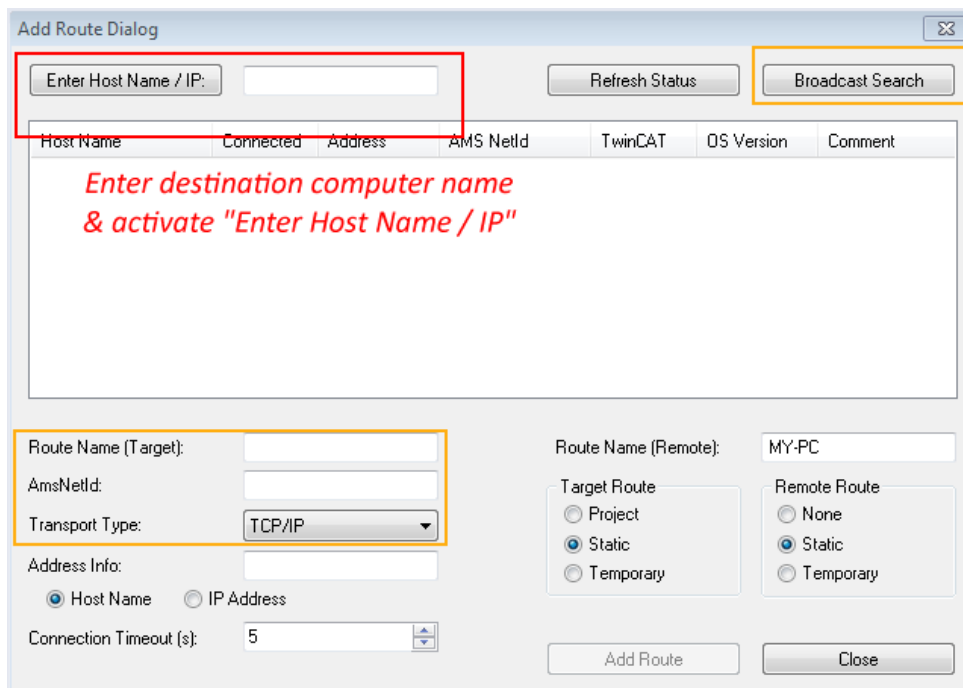 Add Route Dialog
Enter Host Name / IP:
Refresh Status
Broadcast Search
Host Name Connected Address AMS NetId TwinCAT OS Version Comment
Enter destination computer name
& activate "Enter Host Name / IP"
Route Name (Target):
AmsNetId:
Transport Type: TCP/IP
Address Info:
Host Name IP Address
Connection Timeout (s): 5
Route Name (Remote): MY-PC
Target Route
Project
Static
Temporary
Remote Route
None
Static
Temporary
Add Route
Close